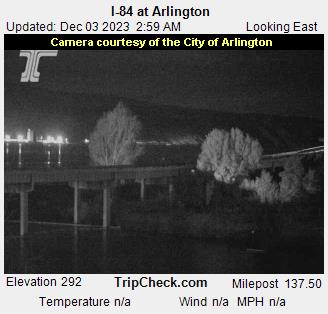 I-84 at Arlington
Updated: Dec 03 2023 2:59 AM Looking East
Camera courtesy of the City of Arlington
Elevation 292 TripCheck.com Milepost 137.50
Temperature n/a Wind n/a MPH n/a